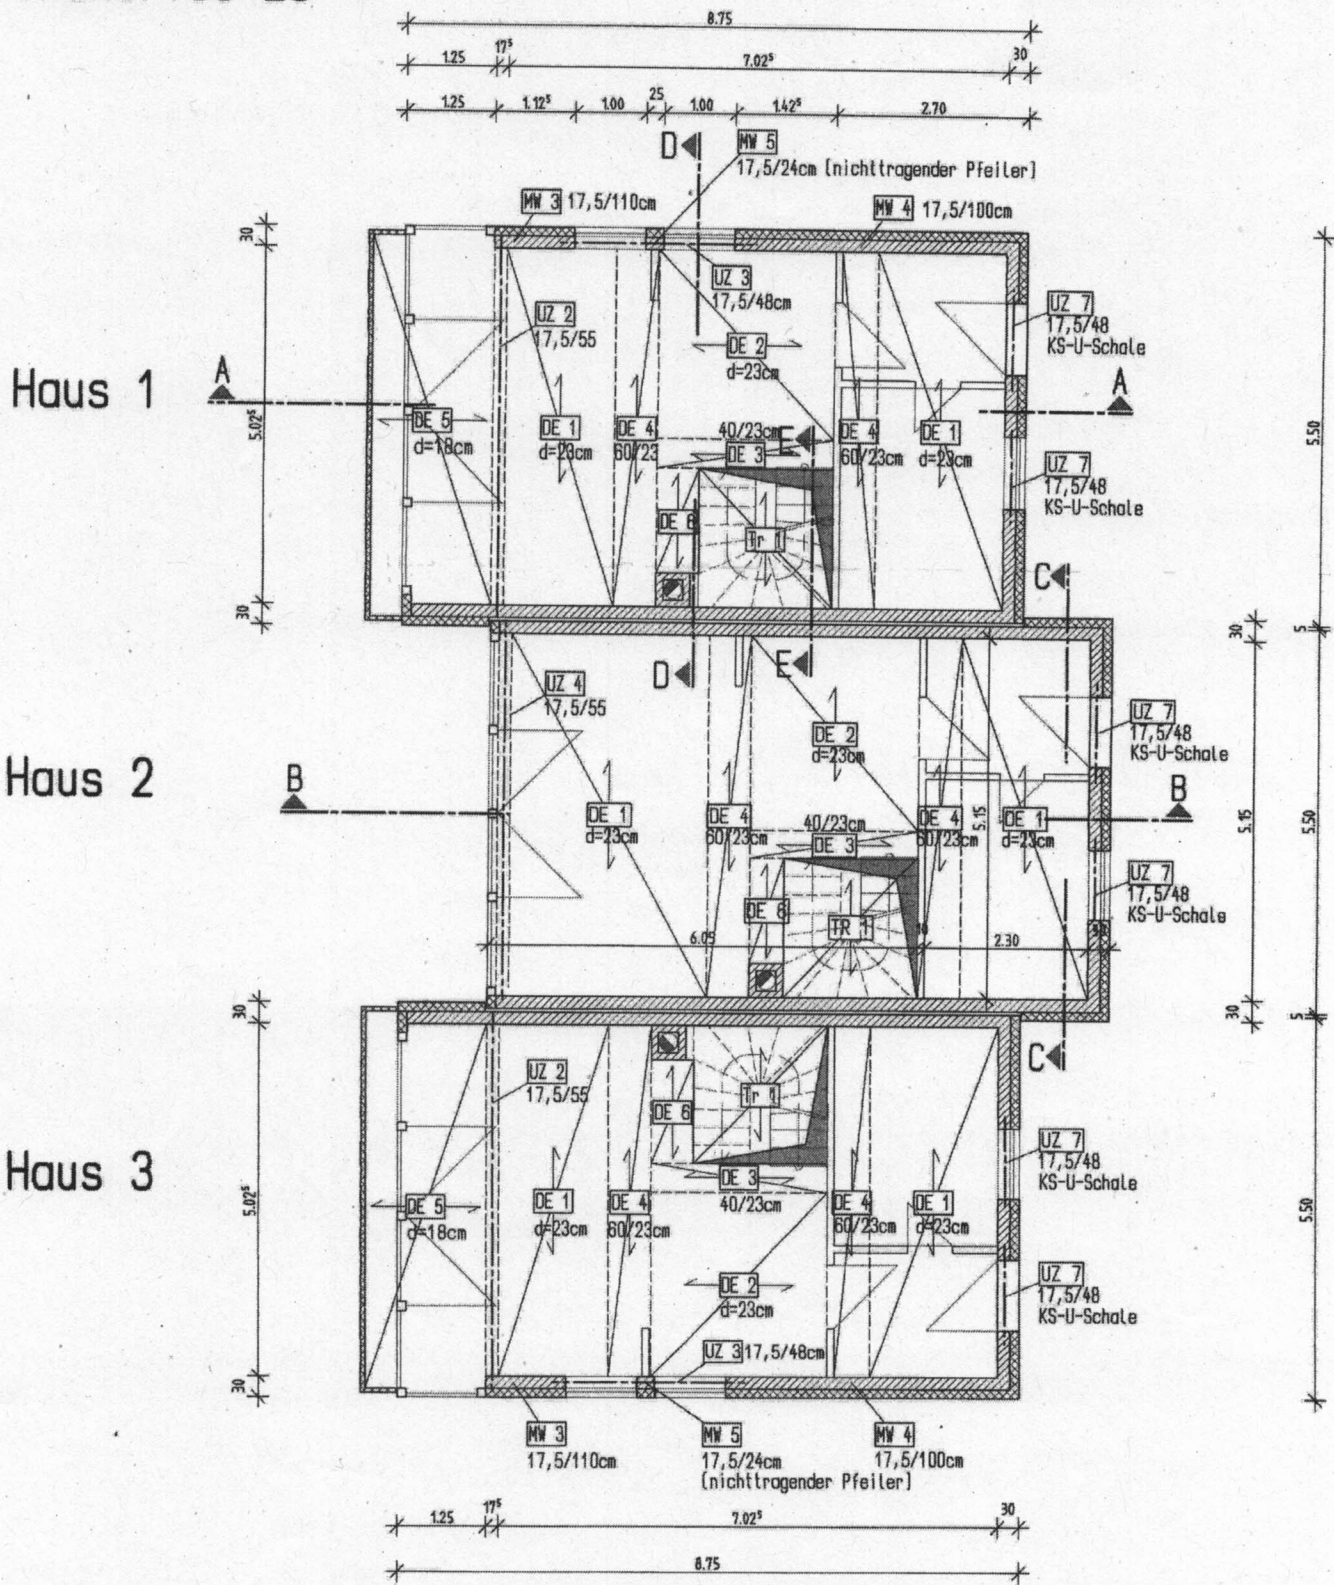 8.75
1.25 17⁵ 7.02⁵ 30
1.25 1.12⁵ 1.00 25 1.00 1.42⁵ 2.70
D
MW 5
17,5/24cm (nichttragender Pfeiler)
MW 3 17,5/110cm
MW 4 17,5/100cm
30
UZ 3
17,5/48cm
UZ 2
17,5/55
UZ 7
17,5/48
KS-U-Schale
DE 2
d=23cm
Haus 1
A
A
5.02⁵
5.50
DE 5
d=18cm
DE 1
d=23cm
DE 4
60/23
40/23cm
E
DE 3
DE 4
60/23cm
DE 1
d=23cm
UZ 7
17,5/48
KS-U-Schale
DE 6
Tr 1
C
30
30
5
D
E
UZ 4
17,5/55
UZ 7
17,5/48
KS-U-Schale
DE 2
d=23cm
Haus 2
B
B
DE 1
d=23cm
DE 4
60/23cm
40/23cm
DE 3
DE 4
60/23cm
5.15
DE 1
d=23cm
5.15
5.50
UZ 7
17,5/48
KS-U-Schale
DE 6
TR 1
6.05
2.30
30
30
5
C
UZ 2
17,5/55
Tr 1
DE 6
UZ 7
17,5/48
KS-U-Schale
Haus 3
5.02⁵
5.50
DE 5
d=18cm
DE 1
d=23cm
DE 4
60/23cm
DE 3
40/23cm
DE 4
60/23cm
DE 1
d=23cm
DE 2
d=23cm
UZ 7
17,5/48
KS-U-Schale
UZ 3 17,5/48cm
30
MW 3
17,5/110cm
MW 5
17,5/24cm
(nichttragender Pfeiler)
MW 4
17,5/100cm
1.25 17⁵ 7.02⁵ 30
8.75